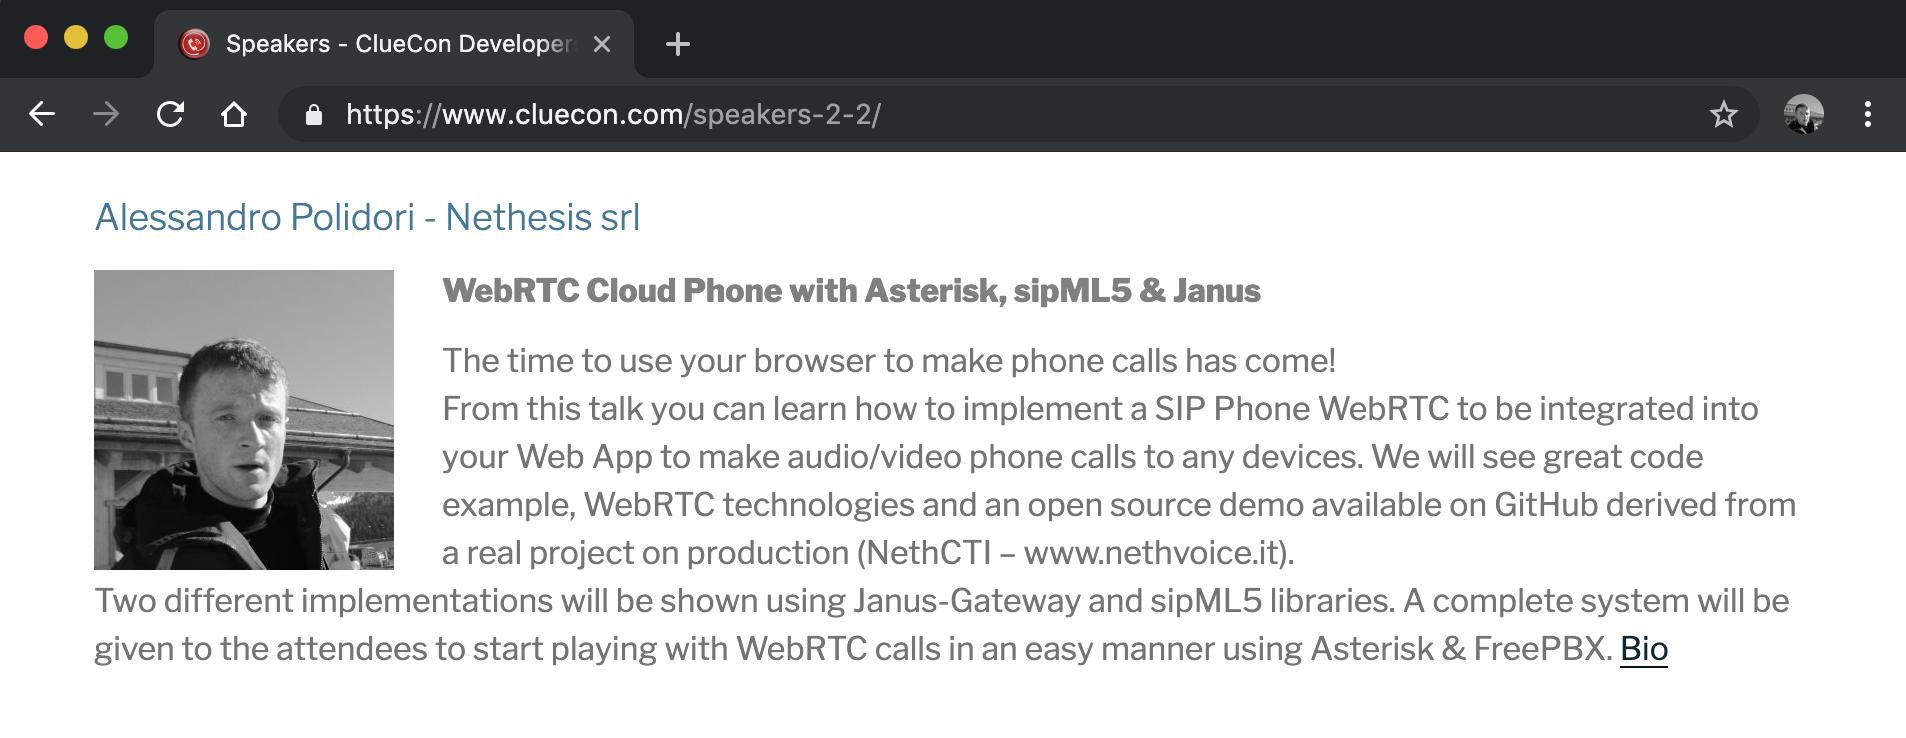 Speakers - ClueCon Developer
https://www.cluecon.com/speakers-2-2/
Alessandro Polidori - Nethesis srl
WebRTC Cloud Phone with Asterisk, sipML5 & Janus
The time to use your browser to make phone calls has come!
From this talk you can learn how to implement a SIP Phone WebRTC to be integrated into
your Web App to make audio/video phone calls to any devices. We will see great code
example, WebRTC technologies and an open source demo available on GitHub derived from
a real project on production (NethCTI – www.nethvoice.it).
Two different implementations will be shown using Janus-Gateway and sipML5 libraries. A complete system will be
given to the attendees to start playing with WebRTC calls in an easy manner using Asterisk & FreePBX. Bio